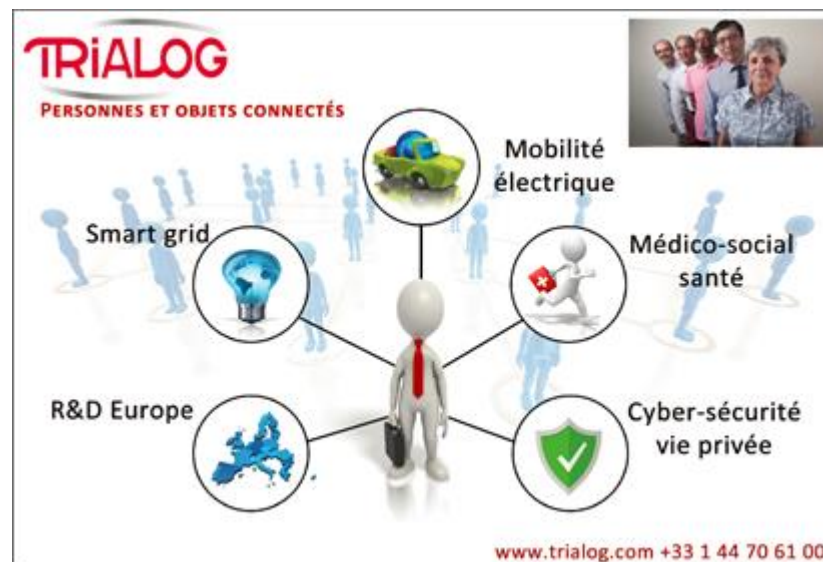 TRiALOG
PERSONNES ET OBJETS CONNECTÉS
Mobilité
électrique
Smart grid
Médico-social
santé
R&D Europe
Cyber-sécurité
vie privée
www.trialog.com +33 1 44 70 61 00